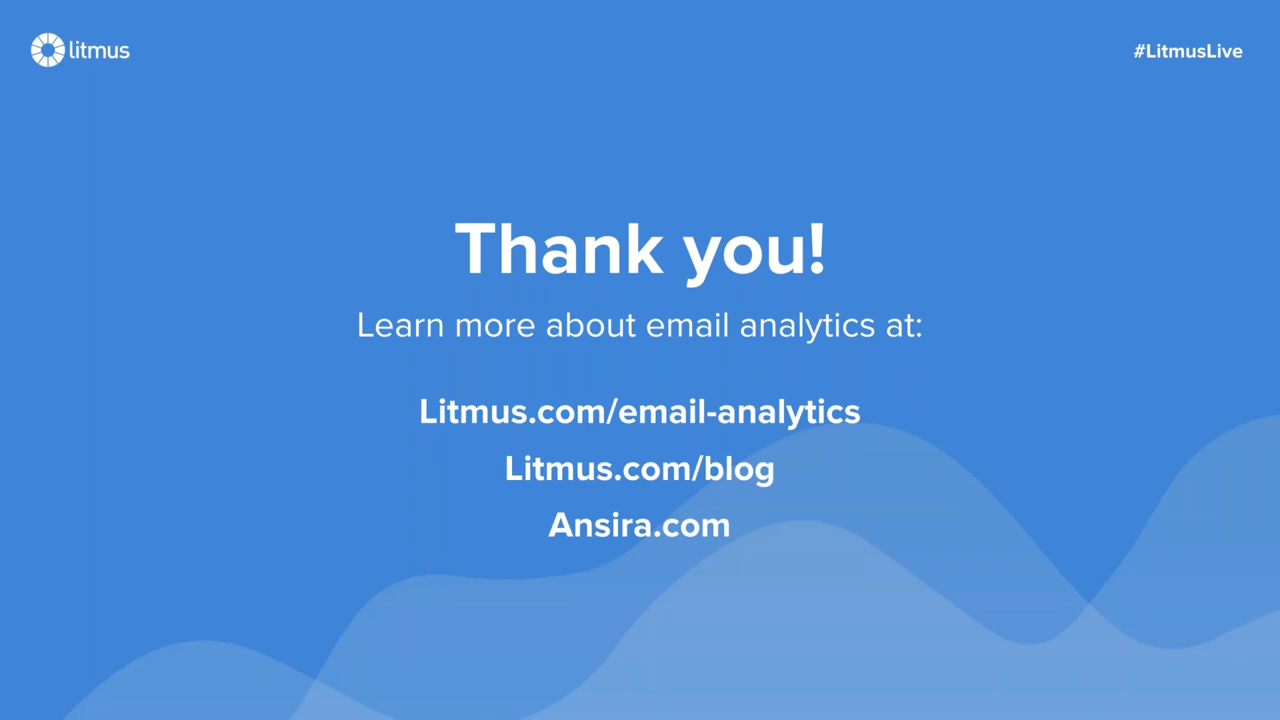 litmus
#LitmusLive
Thank you!
Learn more about email analytics at:
Litmus.com/email-analytics
Litmus.com/blog
Ansira.com